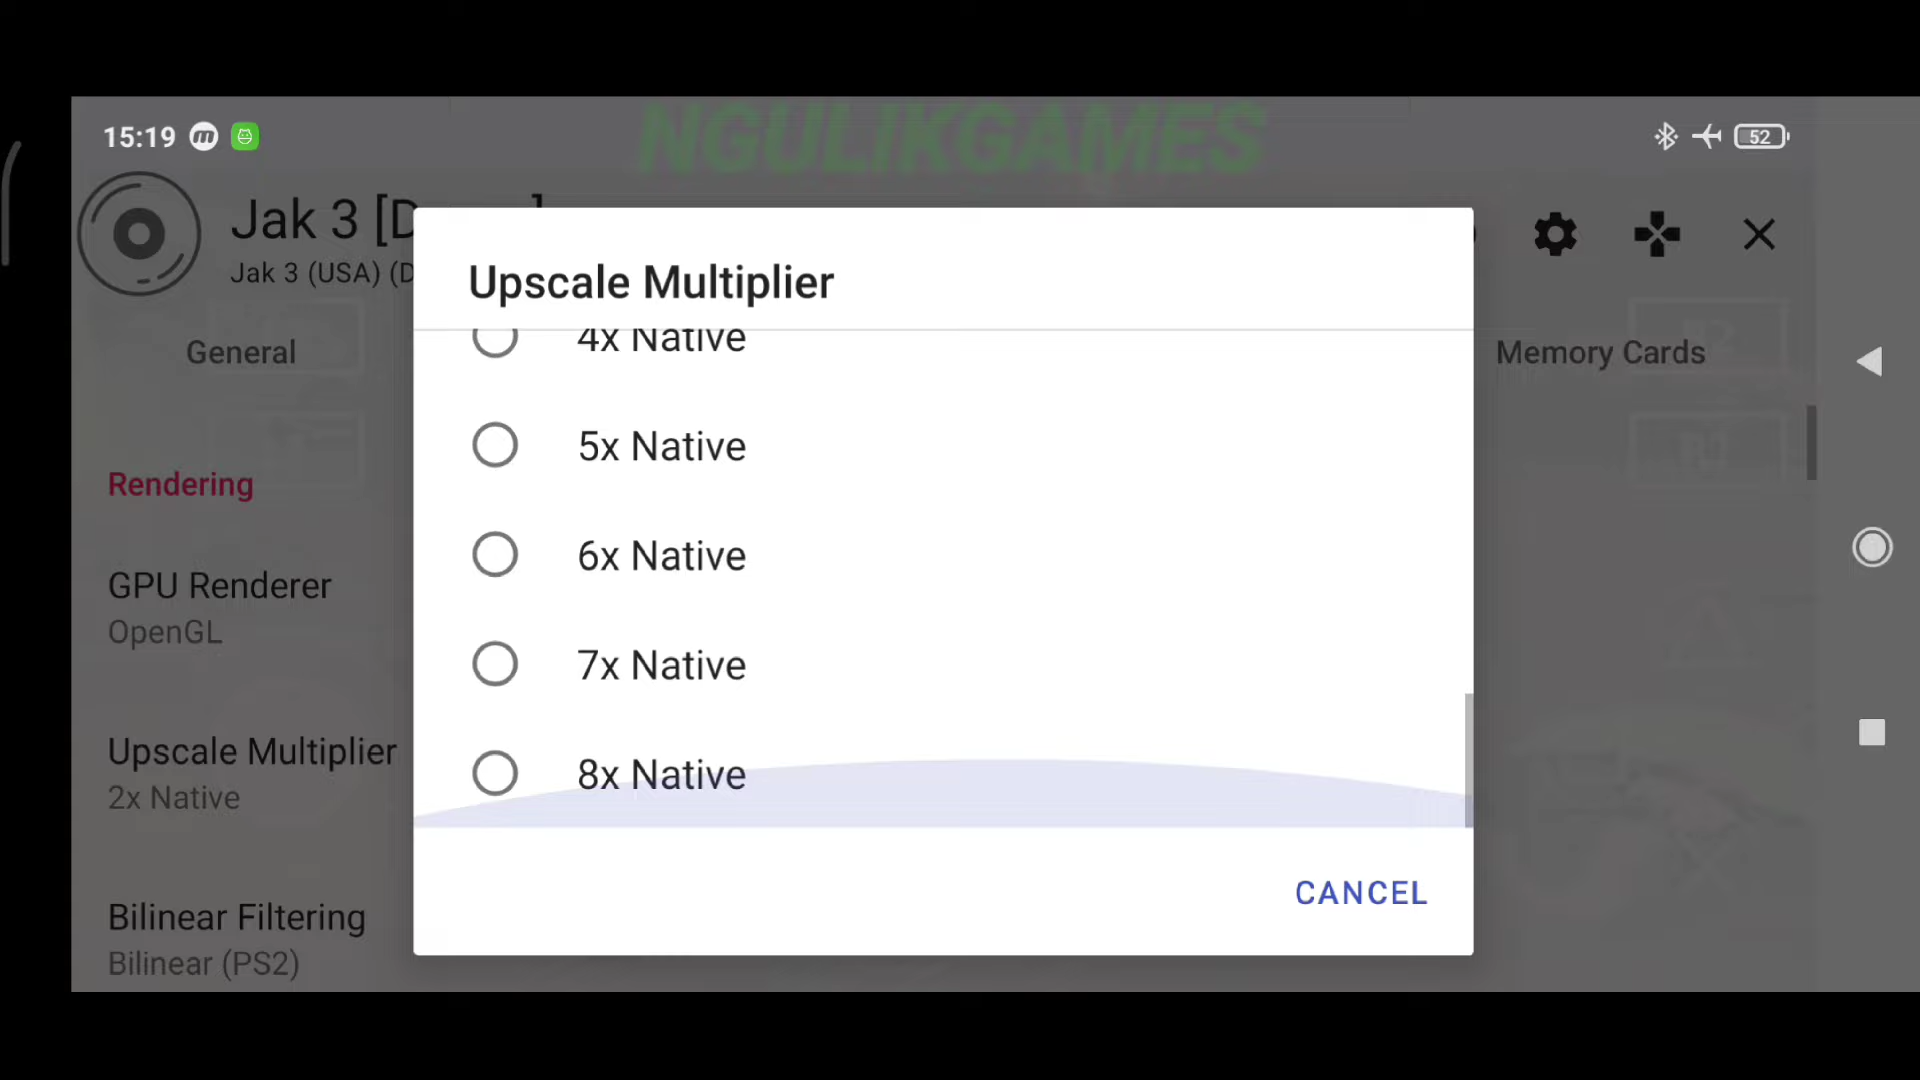 NGULIKGAMES
15:19
52
Jak 3 [D
Jak 3 (USA) (D
General
Memory Cards
Upscale Multiplier
4x Native
5x Native
6x Native
7x Native
8x Native
CANCEL
Rendering
GPU Renderer
OpenGL
Upscale Multiplier
2x Native
Bilinear Filtering
Bilinear (PS2)